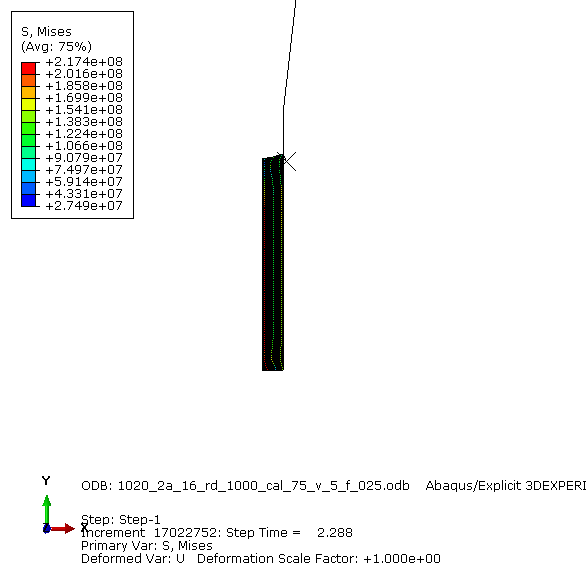 S, Mises
(Avg: 75%)
+2.174e+08
+2.016e+08
+1.858e+08
+1.699e+08
+1.541e+08
+1.383e+08
+1.224e+08
+1.066e+08
+9.079e+07
+7.497e+07
+5.914e+07
+4.331e+07
+2.749e+07
Y
X
ODB: 1020_2a_16_rd_1000_cal_75_v_5_f_025.odb    Abaqus/Explicit 3DEXPERI
Step: Step-1
Increment  17022752: Step Time =    2.288
Primary Var: S, Mises
Deformed Var: U   Deformation Scale Factor: +1.000e+00